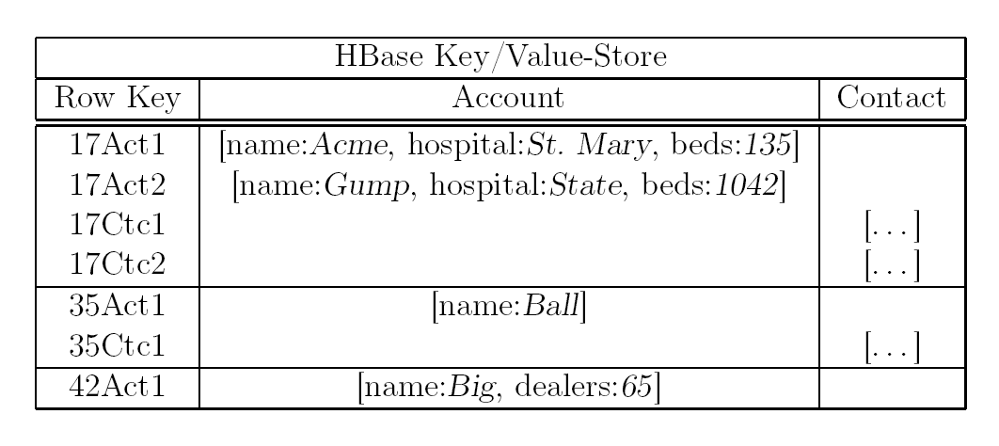 HBase Key/Value-Store
Row Key Account Contact
17Act1 [name:Acme, hospital:St. Mary, beds:135]
17Act2 [name:Gump, hospital:State, beds:1042]
17Ctc1 [...]
17Ctc2 [...]
35Act1 [name:Ball]
35Ctc1 [...]
42Act1 [name:Big, dealers:65]